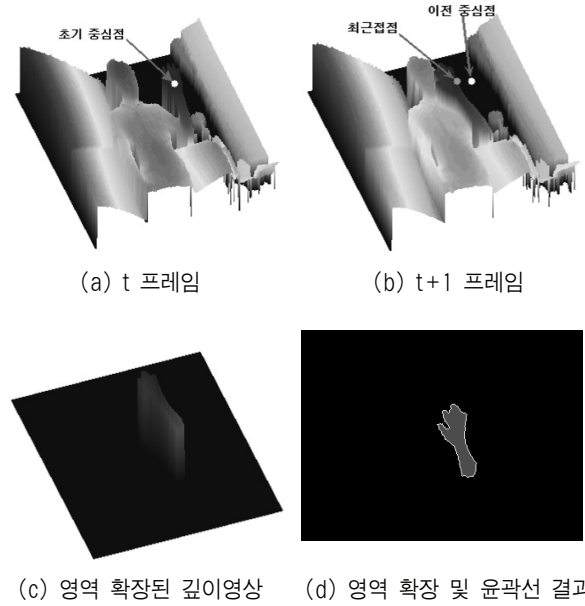 초기 중심점
이전 중심점
최근접점
(a) t 프레임
(b) t+1 프레임
(c) 영역 확장된 깊이영상
(d) 영역 확장 및 윤곽선 결과